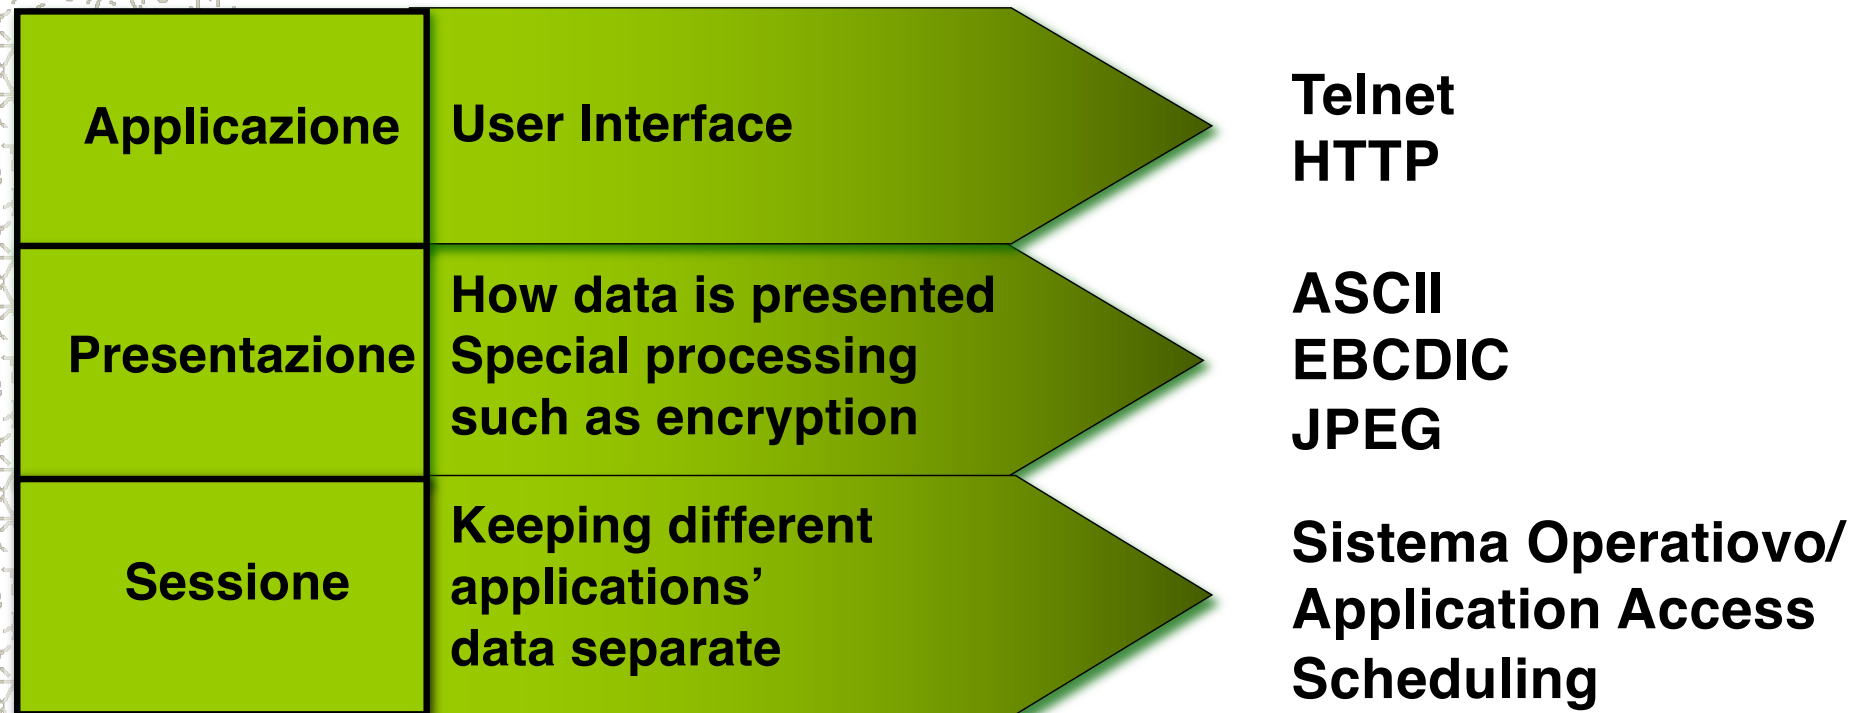 Applicazione
User Interface
Telnet
HTTP
Presentazione
How data is presented
Special processing
such as encryption
ASCII
EBCDIC
JPEG
Sessione
Keeping different
applications’
data separate
Sistema Operatiovo/
Application Access
Scheduling